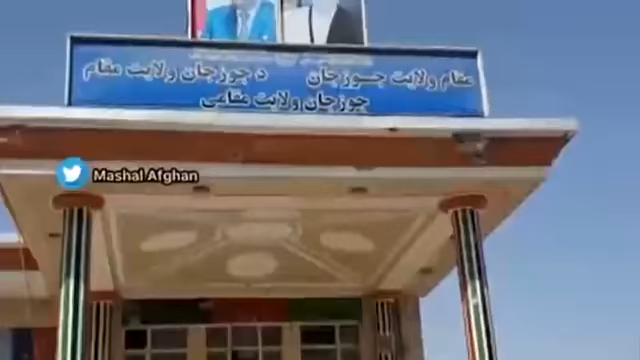 مقام ولایت جوزجان
د جوزجان ولایت مقام
جوزجان ولایت مقامی
Mashal Afghan